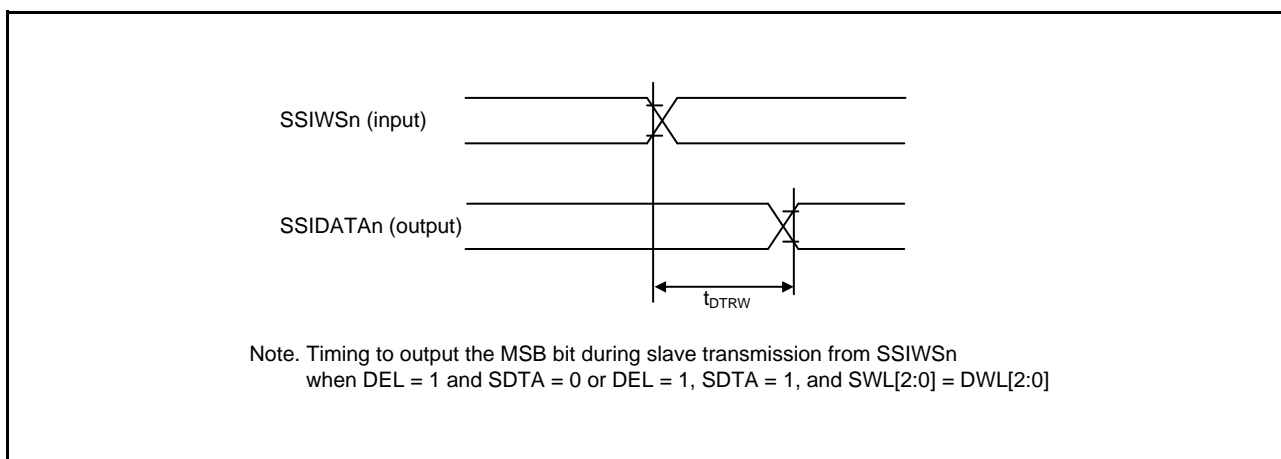 SSIWSn (input)
SSIDATAn (output)
tDTRW
Note. Timing to output the MSB bit during slave transmission from SSIWSn
when DEL = 1 and SDTA = 0 or DEL = 1, SDTA = 1, and SWL[2:0] = DWL[2:0]